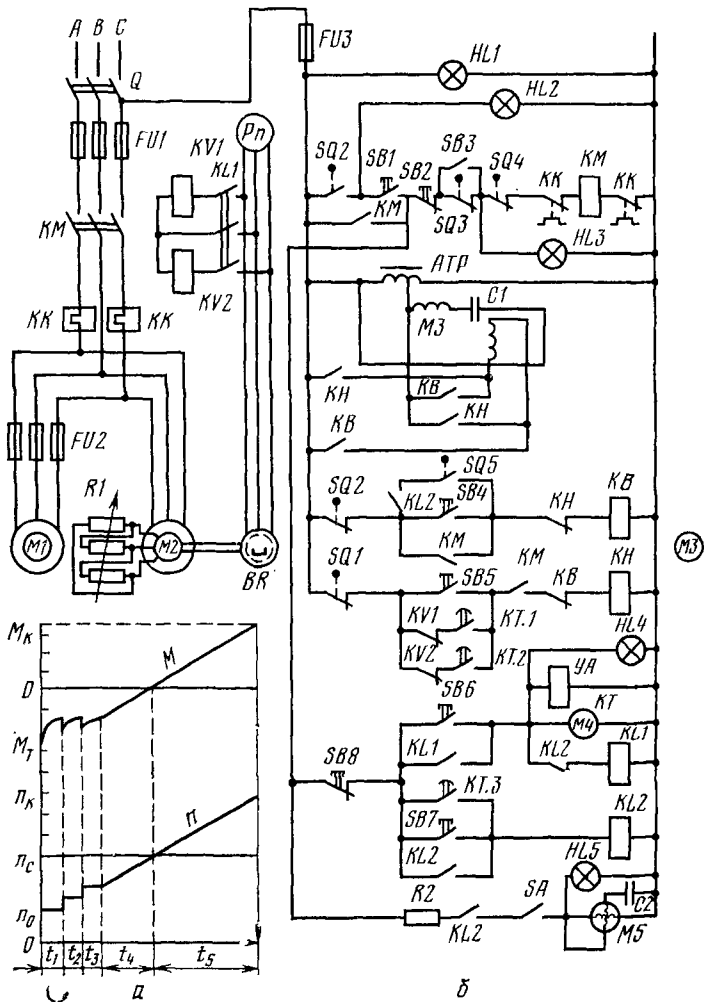 A B C
Q
FU1
KM
KK KK
FU2
R1
M1
M2
BR
KV1
KL1
Рп
KV2
FU3
HL1
HL2
SQ2
SB1
SB2
SB3
SQ4
KK
KM
KK
KM
SQ3
HL3
АТР
C1
M3
KH
KB
KH
KB
SQ5
SQ2
KL2
SB4
KH
KB
KM
SQ1
SB5
KM
KB
KH
KV1
KT.1
KV2
KT.2
HL4
YA
SB6
KT
M4
KL1
KL2
KL1
SB8
KT.3
SB7
KL2
KL2
HL5
R2
KL2
SA
C2
M5
M3
Mк
M
0
Mт
nк
n
nс
n0
0
t1 t2 t3 t4 t5
а
б